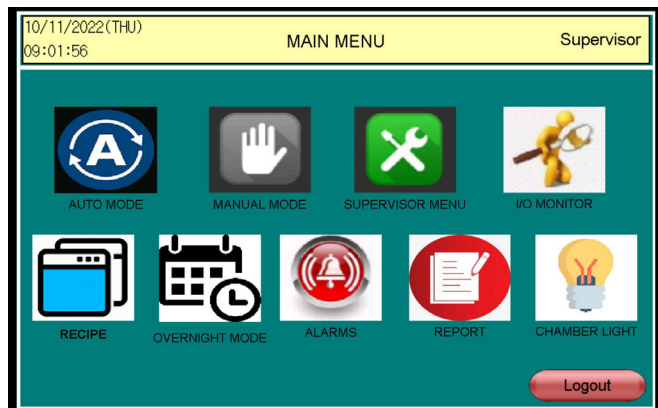 10/11/2022(THU)
09:01:56
MAIN MENU
Supervisor
A
AUTO MODE
MANUAL MODE
SUPERVISOR MENU
I/O MONITOR
RECIPE
OVERNIGHT MODE
ALARMS
REPORT
CHAMBER LIGHT
Logout